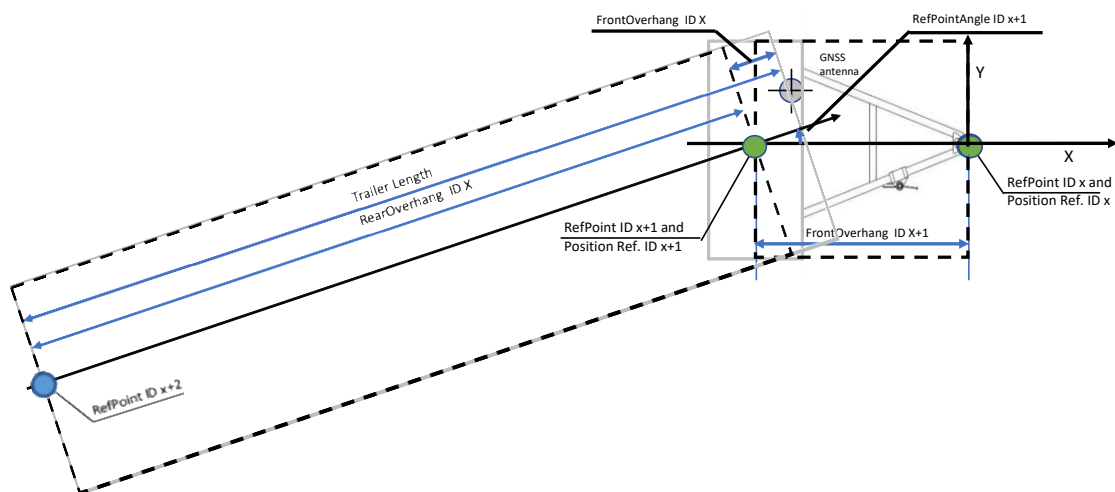 FrontOverhang ID X
RefPointAngle ID x+1
GNSS
antenna
Y
X
Trailer Length
RearOverhang ID X
RefPoint ID x and
Position Ref. ID x
RefPoint ID x+1 and
Position Ref. ID x+1
FrontOverhang ID X+1
RefPoint ID x+2